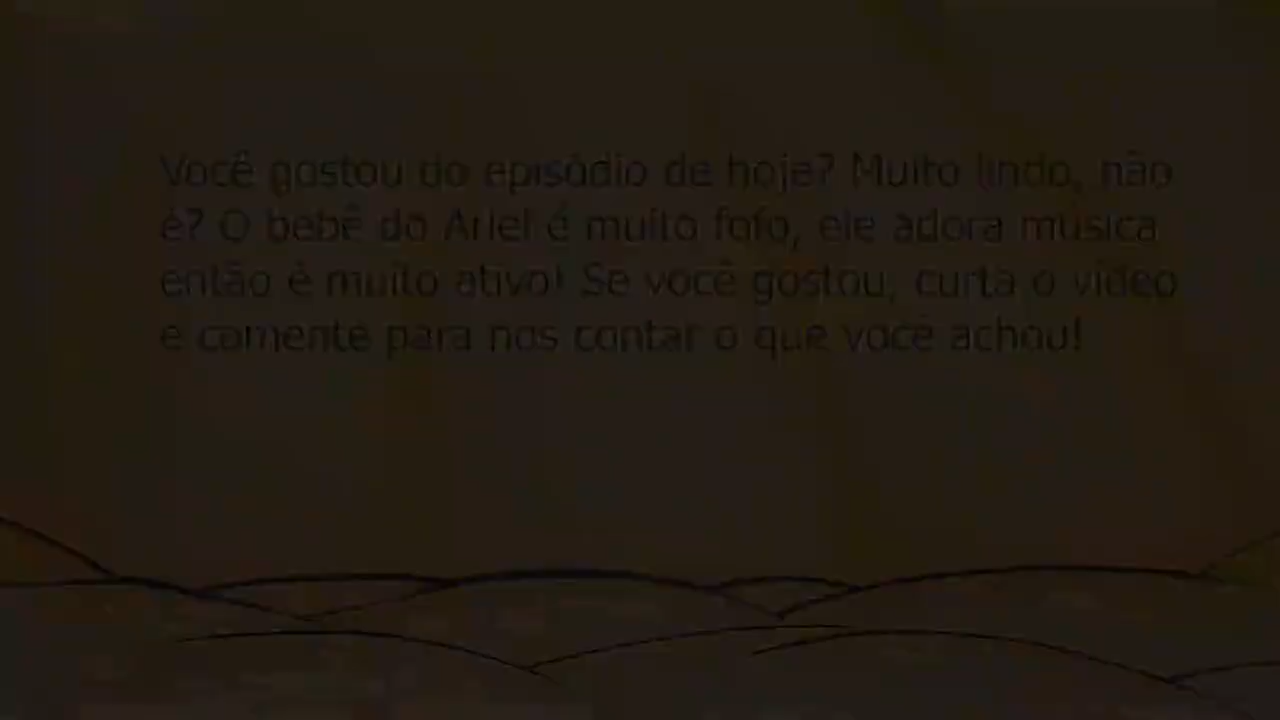 Você gostou do episódio de hoje? Muito lindo, não
é? O bebê do Ariel é muito fofo, ele adora música
então é muito ativo! Se você gostou, curta o vídeo
e comente para nos contar o que você achou!